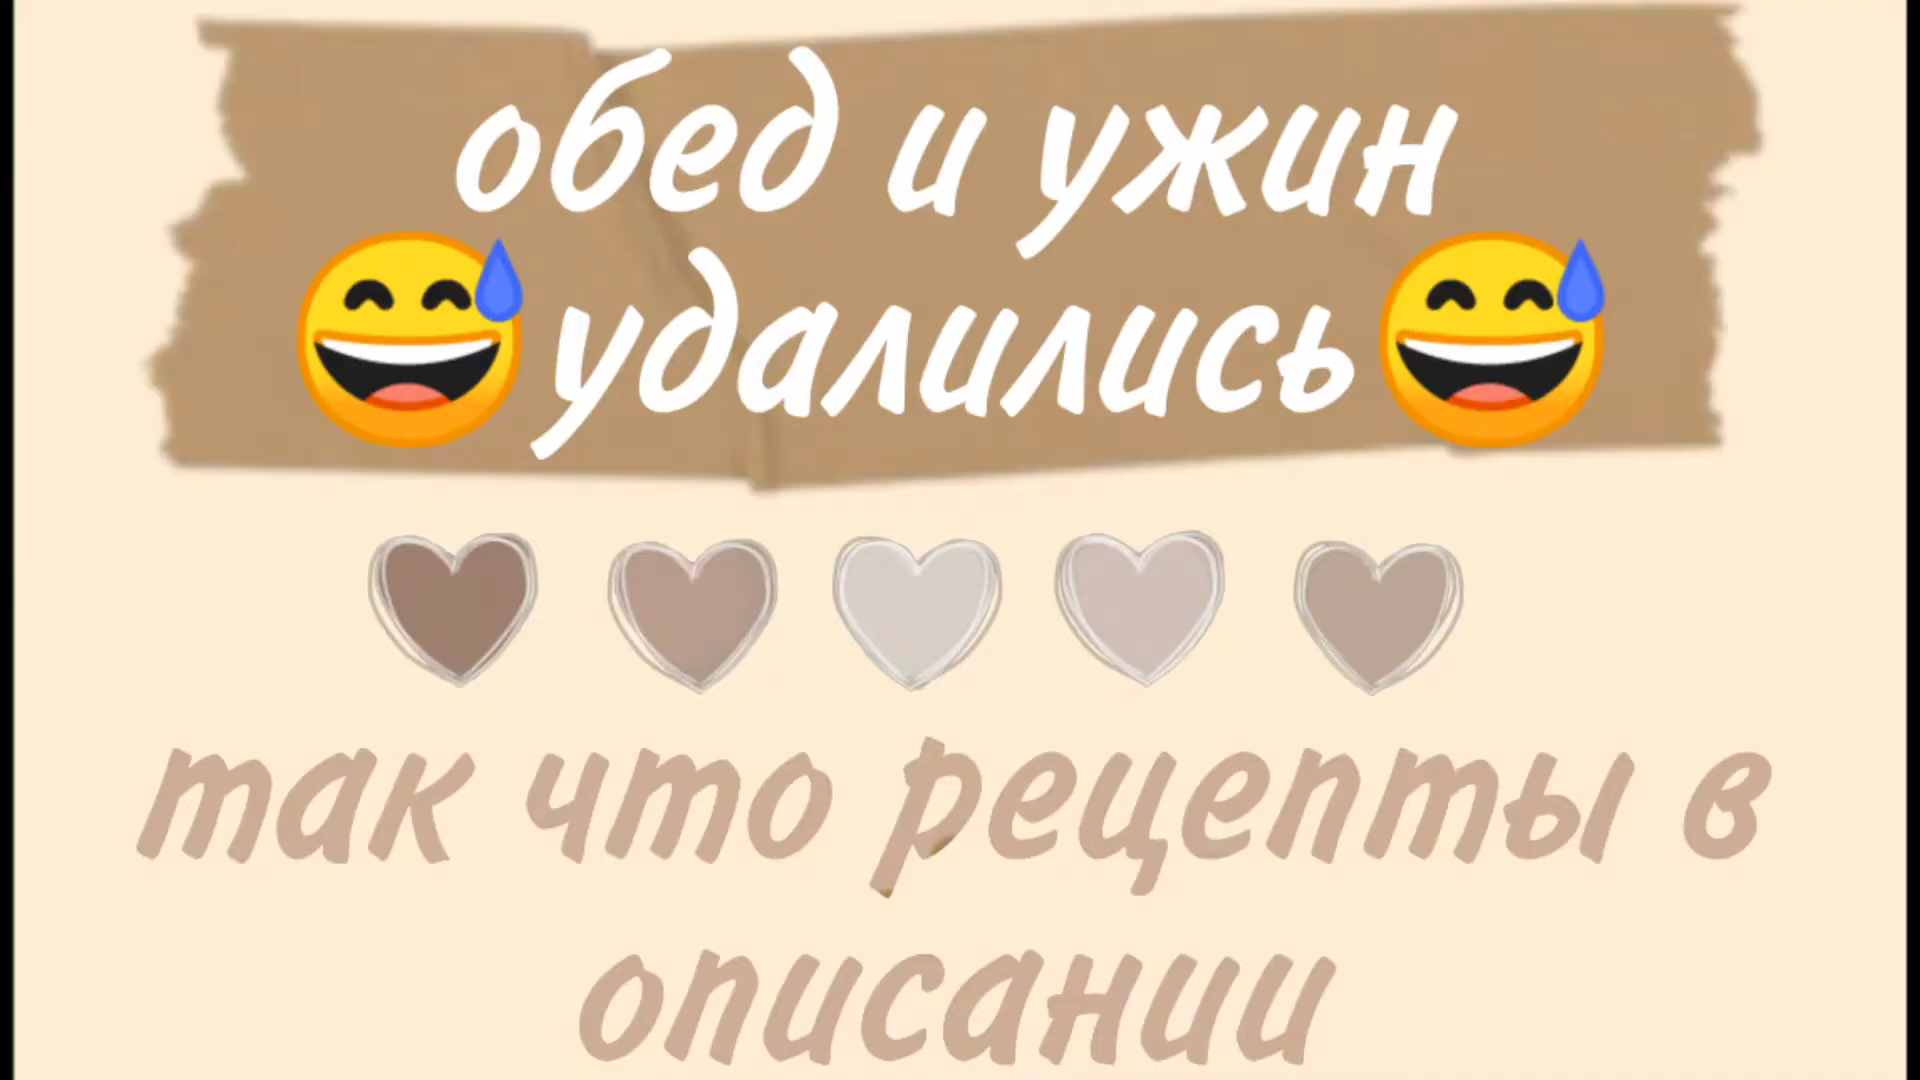 обед и ужин
😅удалились😅
так что рецепты в
описании